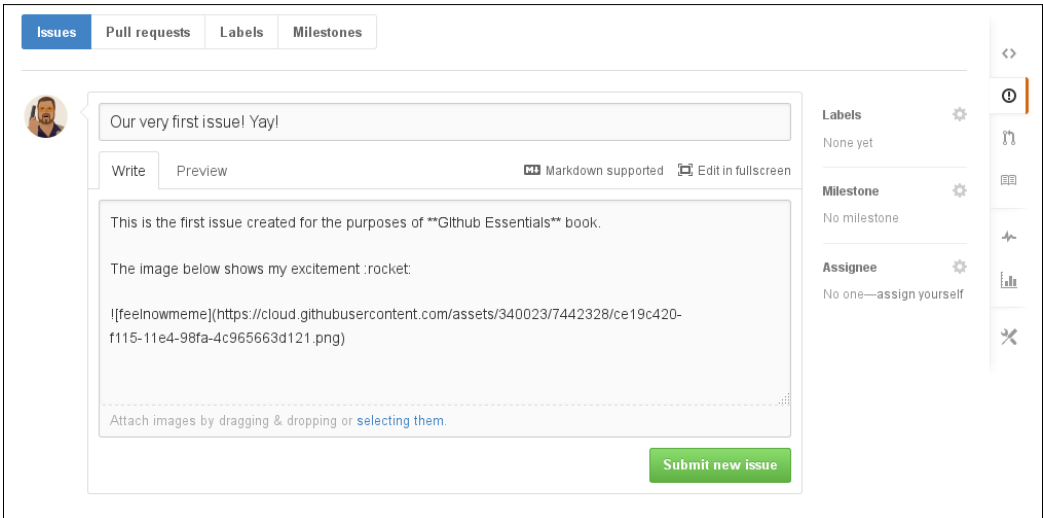 Issues Pull requests Labels Milestones
Our very first issue! Yay!
Write Preview Markdown supported Edit in fullscreen
This is the first issue created for the purposes of **GIthub Essentials** book.
The image below shows my excitement :rocket:
![feelnowmeme](https://cloud.githubusercontent.com/assets/340023/7442328/ce19c420-
f115-11e4-98fa-4c965663d121.png)
Attach images by dragging & dropping or selecting them.
Submit new issue
Labels
None yet
Milestone
No milestone
Assignee
No one—assign yourself